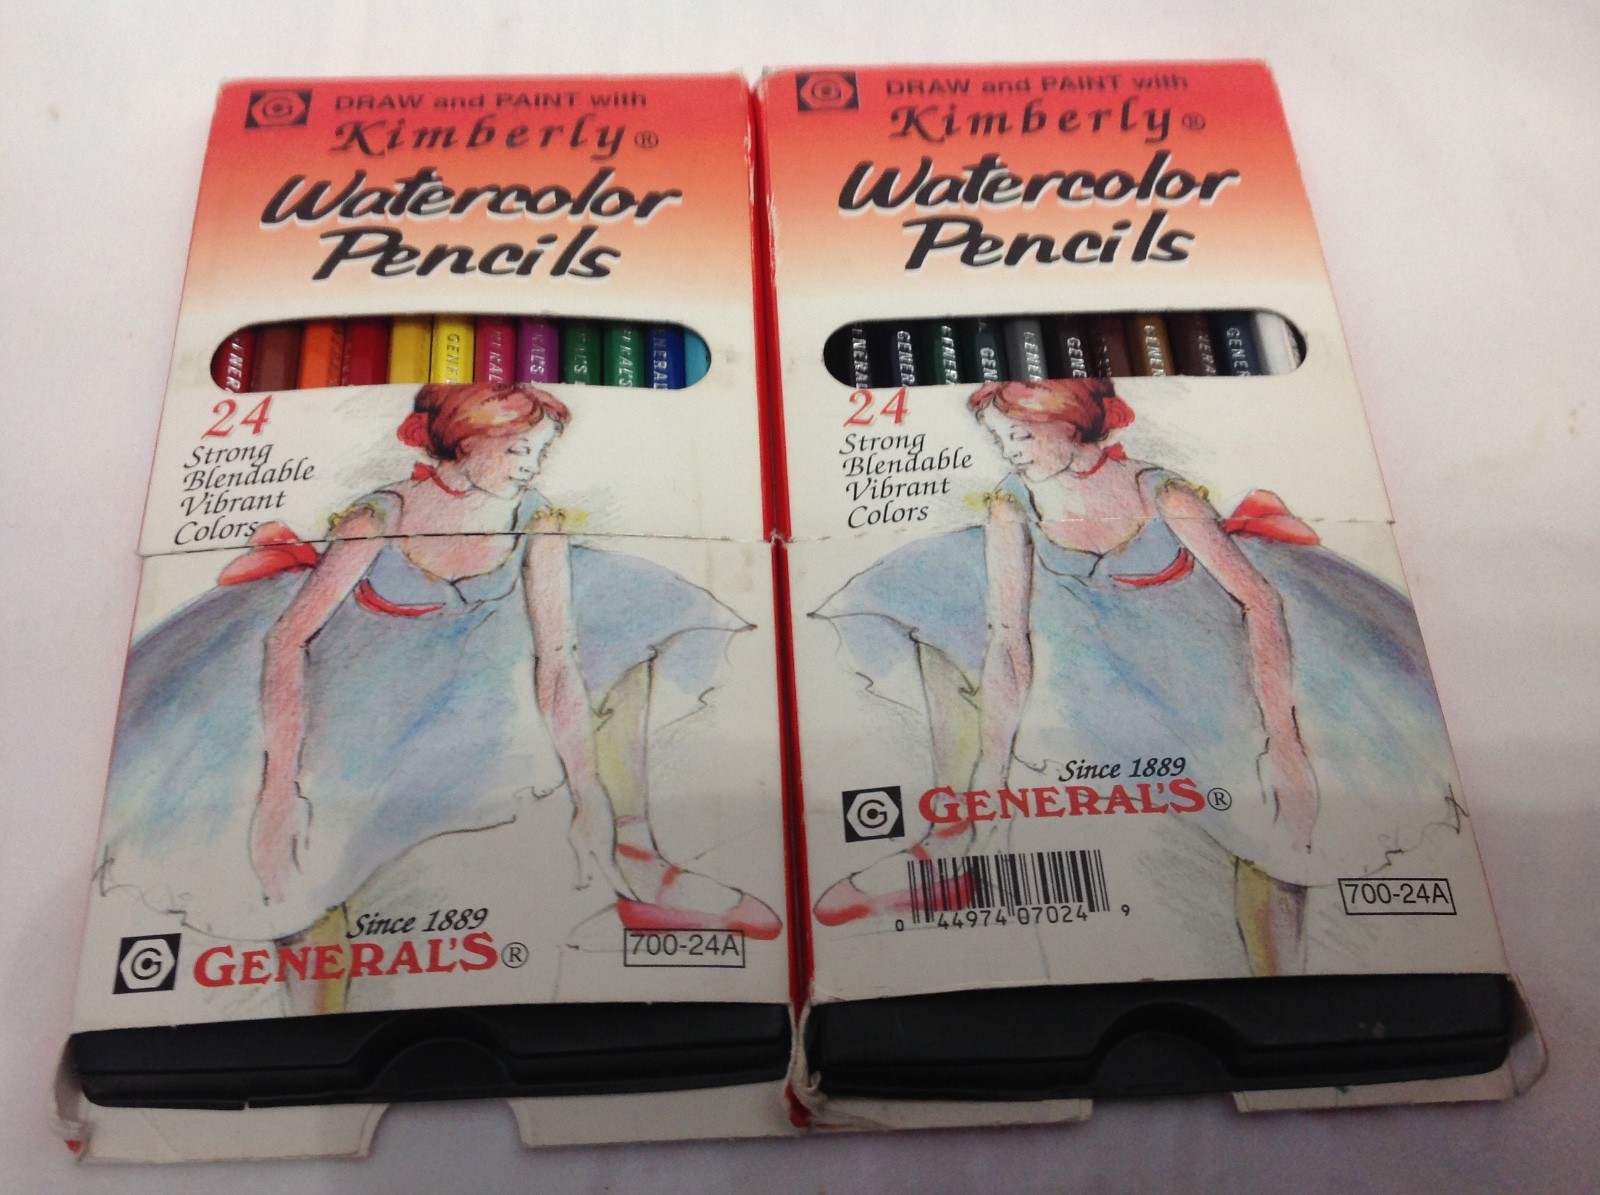 DRAW and PAINT with
Kimberly®
Watercolor
Pencils
24
Strong
Blendable
Vibrant
Colors
Since 1889
G GENERAL'S®
700-24A
DRAW and PAINT with
Kimberly®
Watercolor
Pencils
24
Strong
Blendable
Vibrant
Colors
Since 1889
G GENERAL'S®
0 44974 07024 9
700-24A